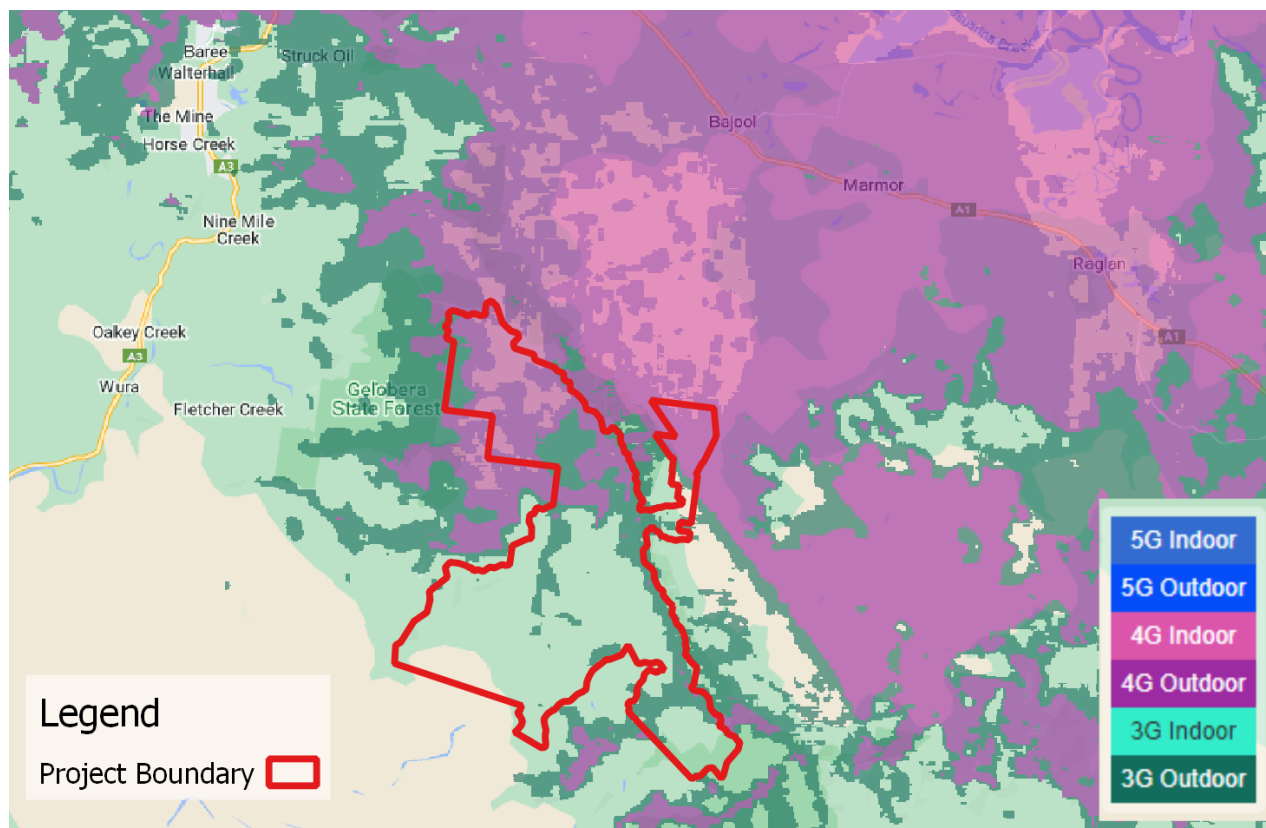 Baree
Struck Oil
Walterhall
The Mine
Horse Creek
A3
Bajool
Marmor
A1
Nine Mile
Creek
Raglan
A1
Oakey Creek
A3
Wura
Gelobera
State Forest
Fletcher Creek
5G Indoor
5G Outdoor
4G Indoor
4G Outdoor
3G Indoor
3G Outdoor
Legend
Project Boundary